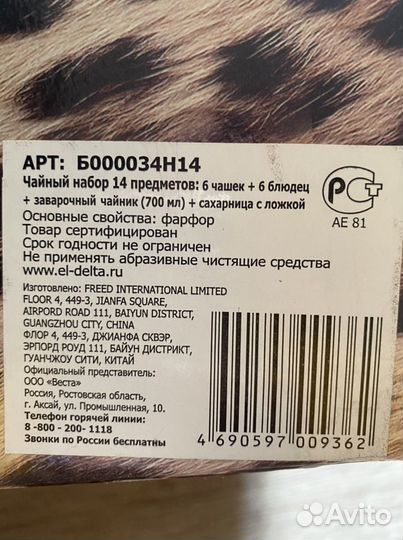 АРТ: Б000034Н14
Чайный набор 14 предметов: 6 чашек + 6 блюдец
+ заварочный чайник (700 мл) + сахарница с ложкой
Основные свойства: фарфор
Товар сертифицирован
Срок годности не ограничен
Не применять абразивные чистящие средства
www.el-delta.ru
РСТ
АЕ 81
Изготовлено: FREED INTERNATIONAL LIMITED
FLOOR 4, 449-3, JIANFA SQUARE,
AIRPORD ROAD 111, BAIYUN DISTRICT,
GUANGZHOU CITY, CHINA
ФЛОР 4, 449-3, ДЖИАНФА СКВЭР,
ЭРПОРД РОУД 111, БАЙУН ДИСТРИКТ,
ГУАНЧЖОУ СИТИ, КИТАЙ
Официальный представитель:
ООО «Веста»
Россия, Ростовская область,
г. Аксай, ул. Промышленная, 10.
Телефон горячей линии:
8 -800 - 200- 1118
Звонки по России бесплатны
4 690597 009362
Avito